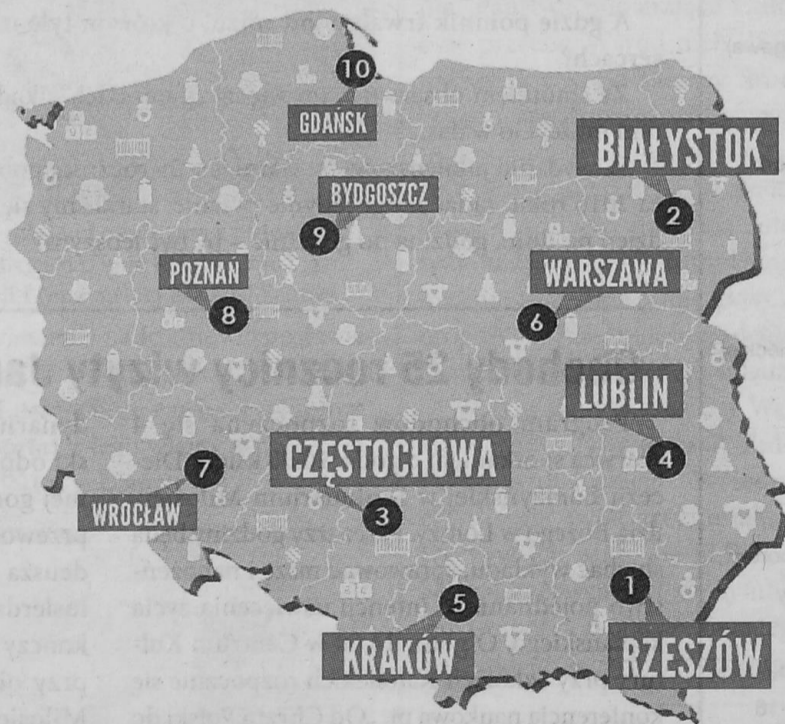 10
GDAŃSK
BIAŁYSTOK
2
BYDGOSZCZ
9
POZNAŃ
8
WARSZAWA
6
LUBLIN
4
CZĘSTOCHOWA
3
7
WROCŁAW
5
KRAKÓW
1
RZESZÓW